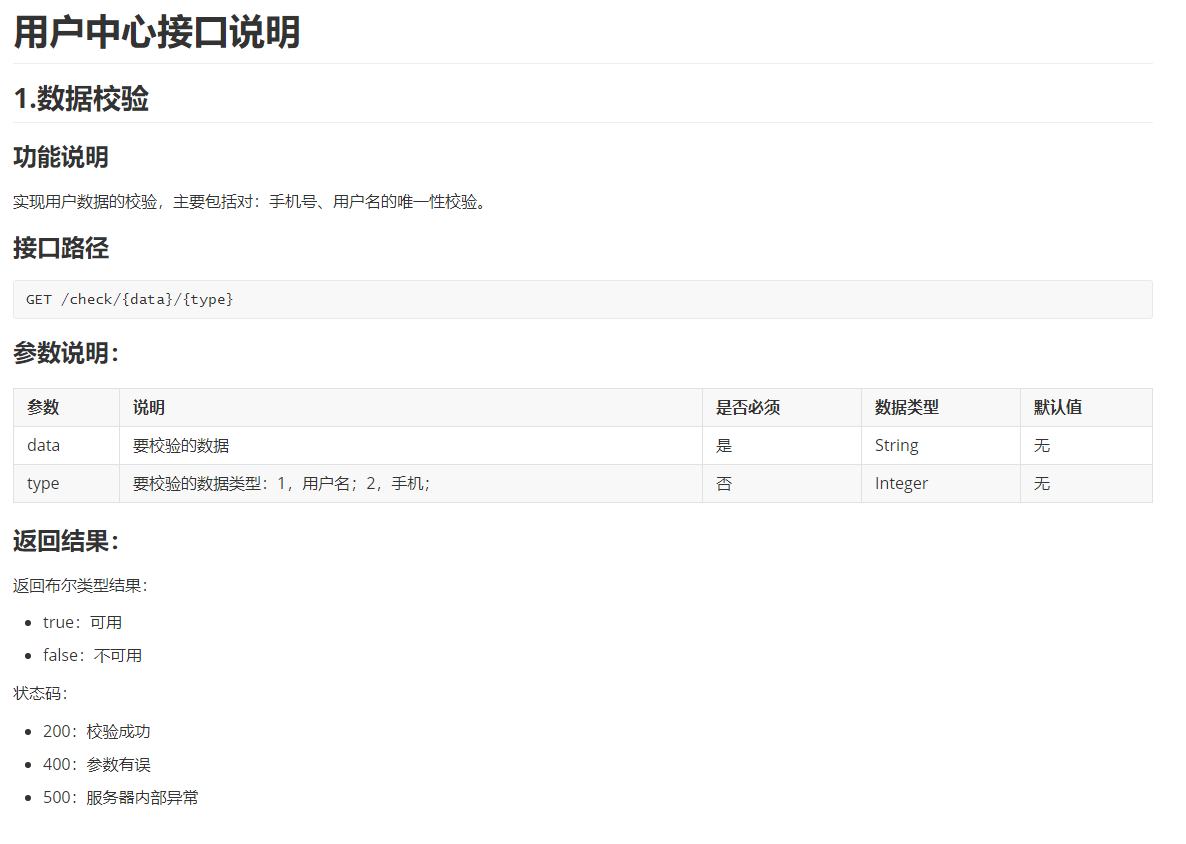 用户中心接口说明
1.数据校验
功能说明
实现用户数据的校验，主要包括对：手机号、用户名的唯一性校验。
接口路径
GET /check/{data}/{type}
参数说明：
参数 说明 是否必须 数据类型 默认值
data 要校验的数据 是 String 无
type 要校验的数据类型：1，用户名；2，手机； 否 Integer 无
返回结果：
返回布尔类型结果：
true：可用
false：不可用
状态码：
200：校验成功
400：参数有误
500：服务器内部异常